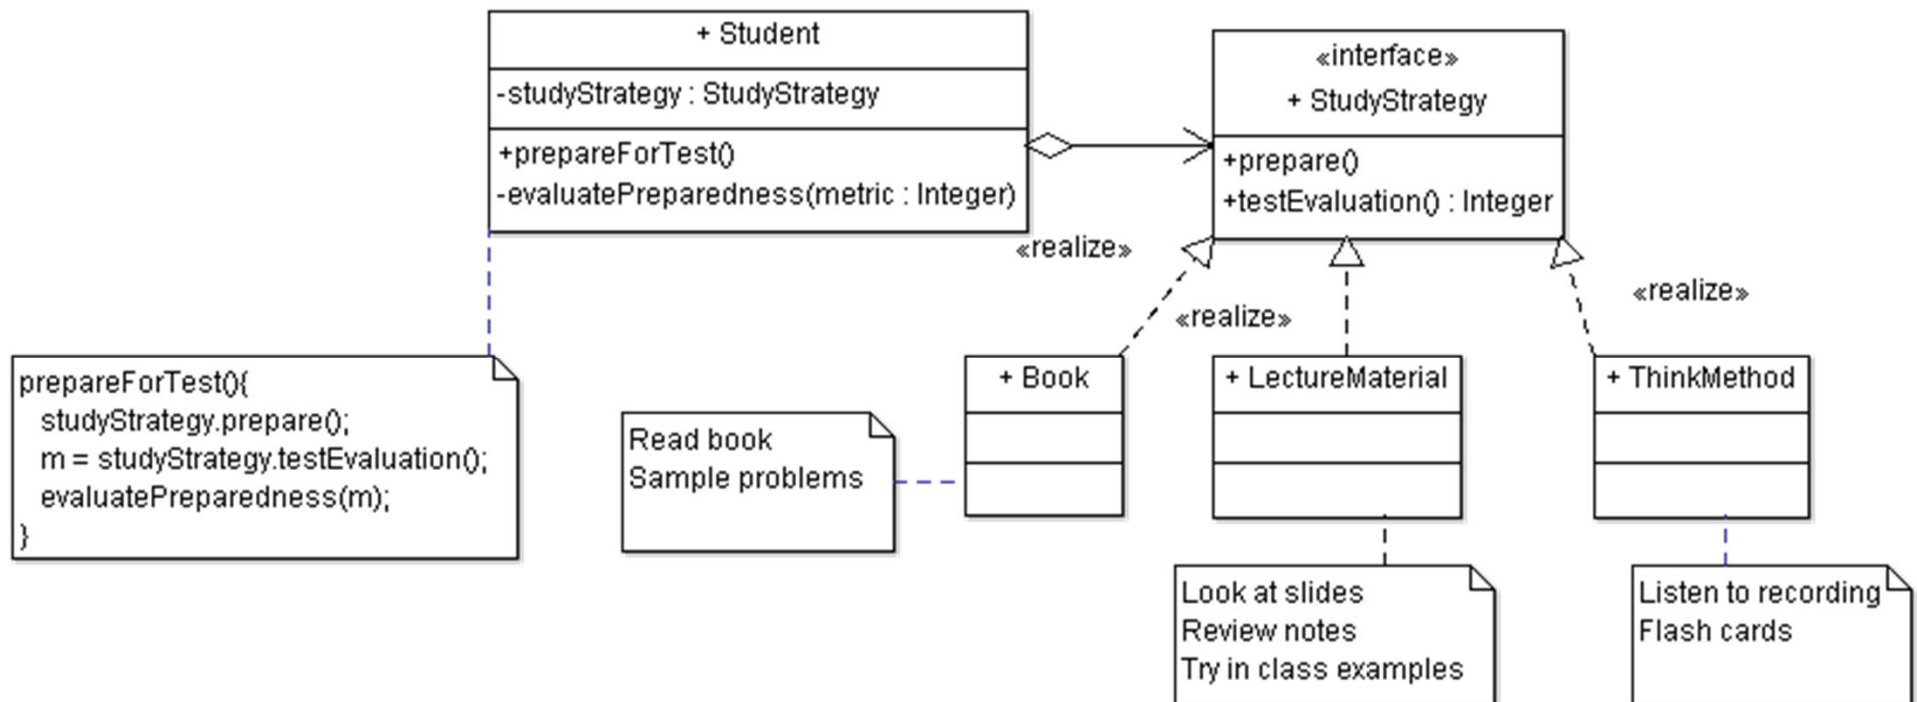 + Student
-studyStrategy : StudyStrategy
+prepareForTest()
-evaluatePreparedness(metric : Integer)
«interface»
+ StudyStrategy
+prepare()
+testEvaluation() : Integer
«realize»
«realize»
«realize»
prepareForTest(){
studyStrategy.prepare();
m = studyStrategy.testEvaluation();
evaluatePreparedness(m);
}
Read book
Sample problems
+ Book
+ LectureMaterial
+ ThinkMethod
Look at slides
Review notes
Try in class examples
Listen to recording
Flash cards